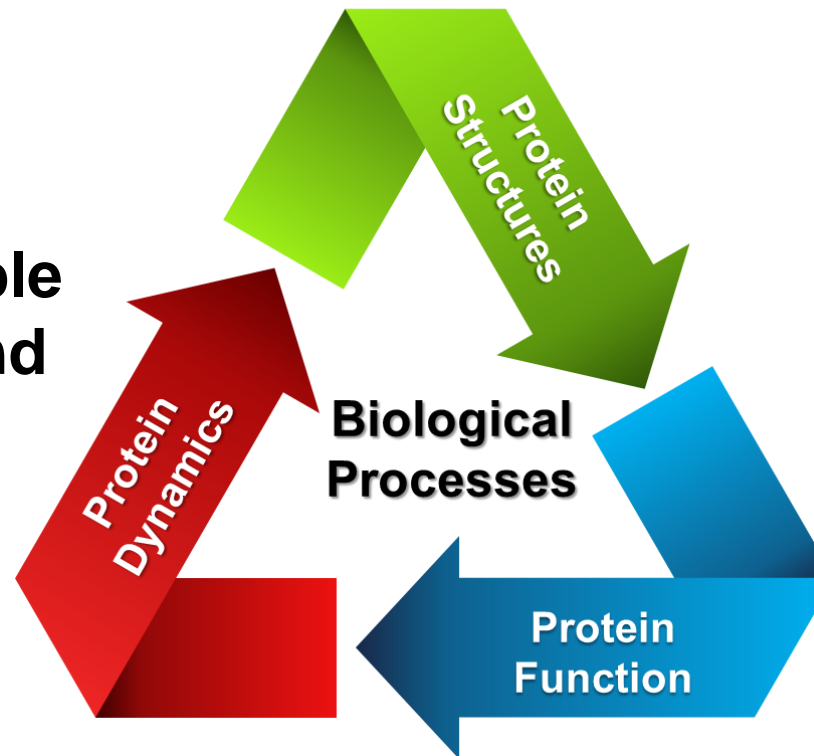 Protein
Structures
Protein
Dynamics
Biological
Processes
Protein
Function